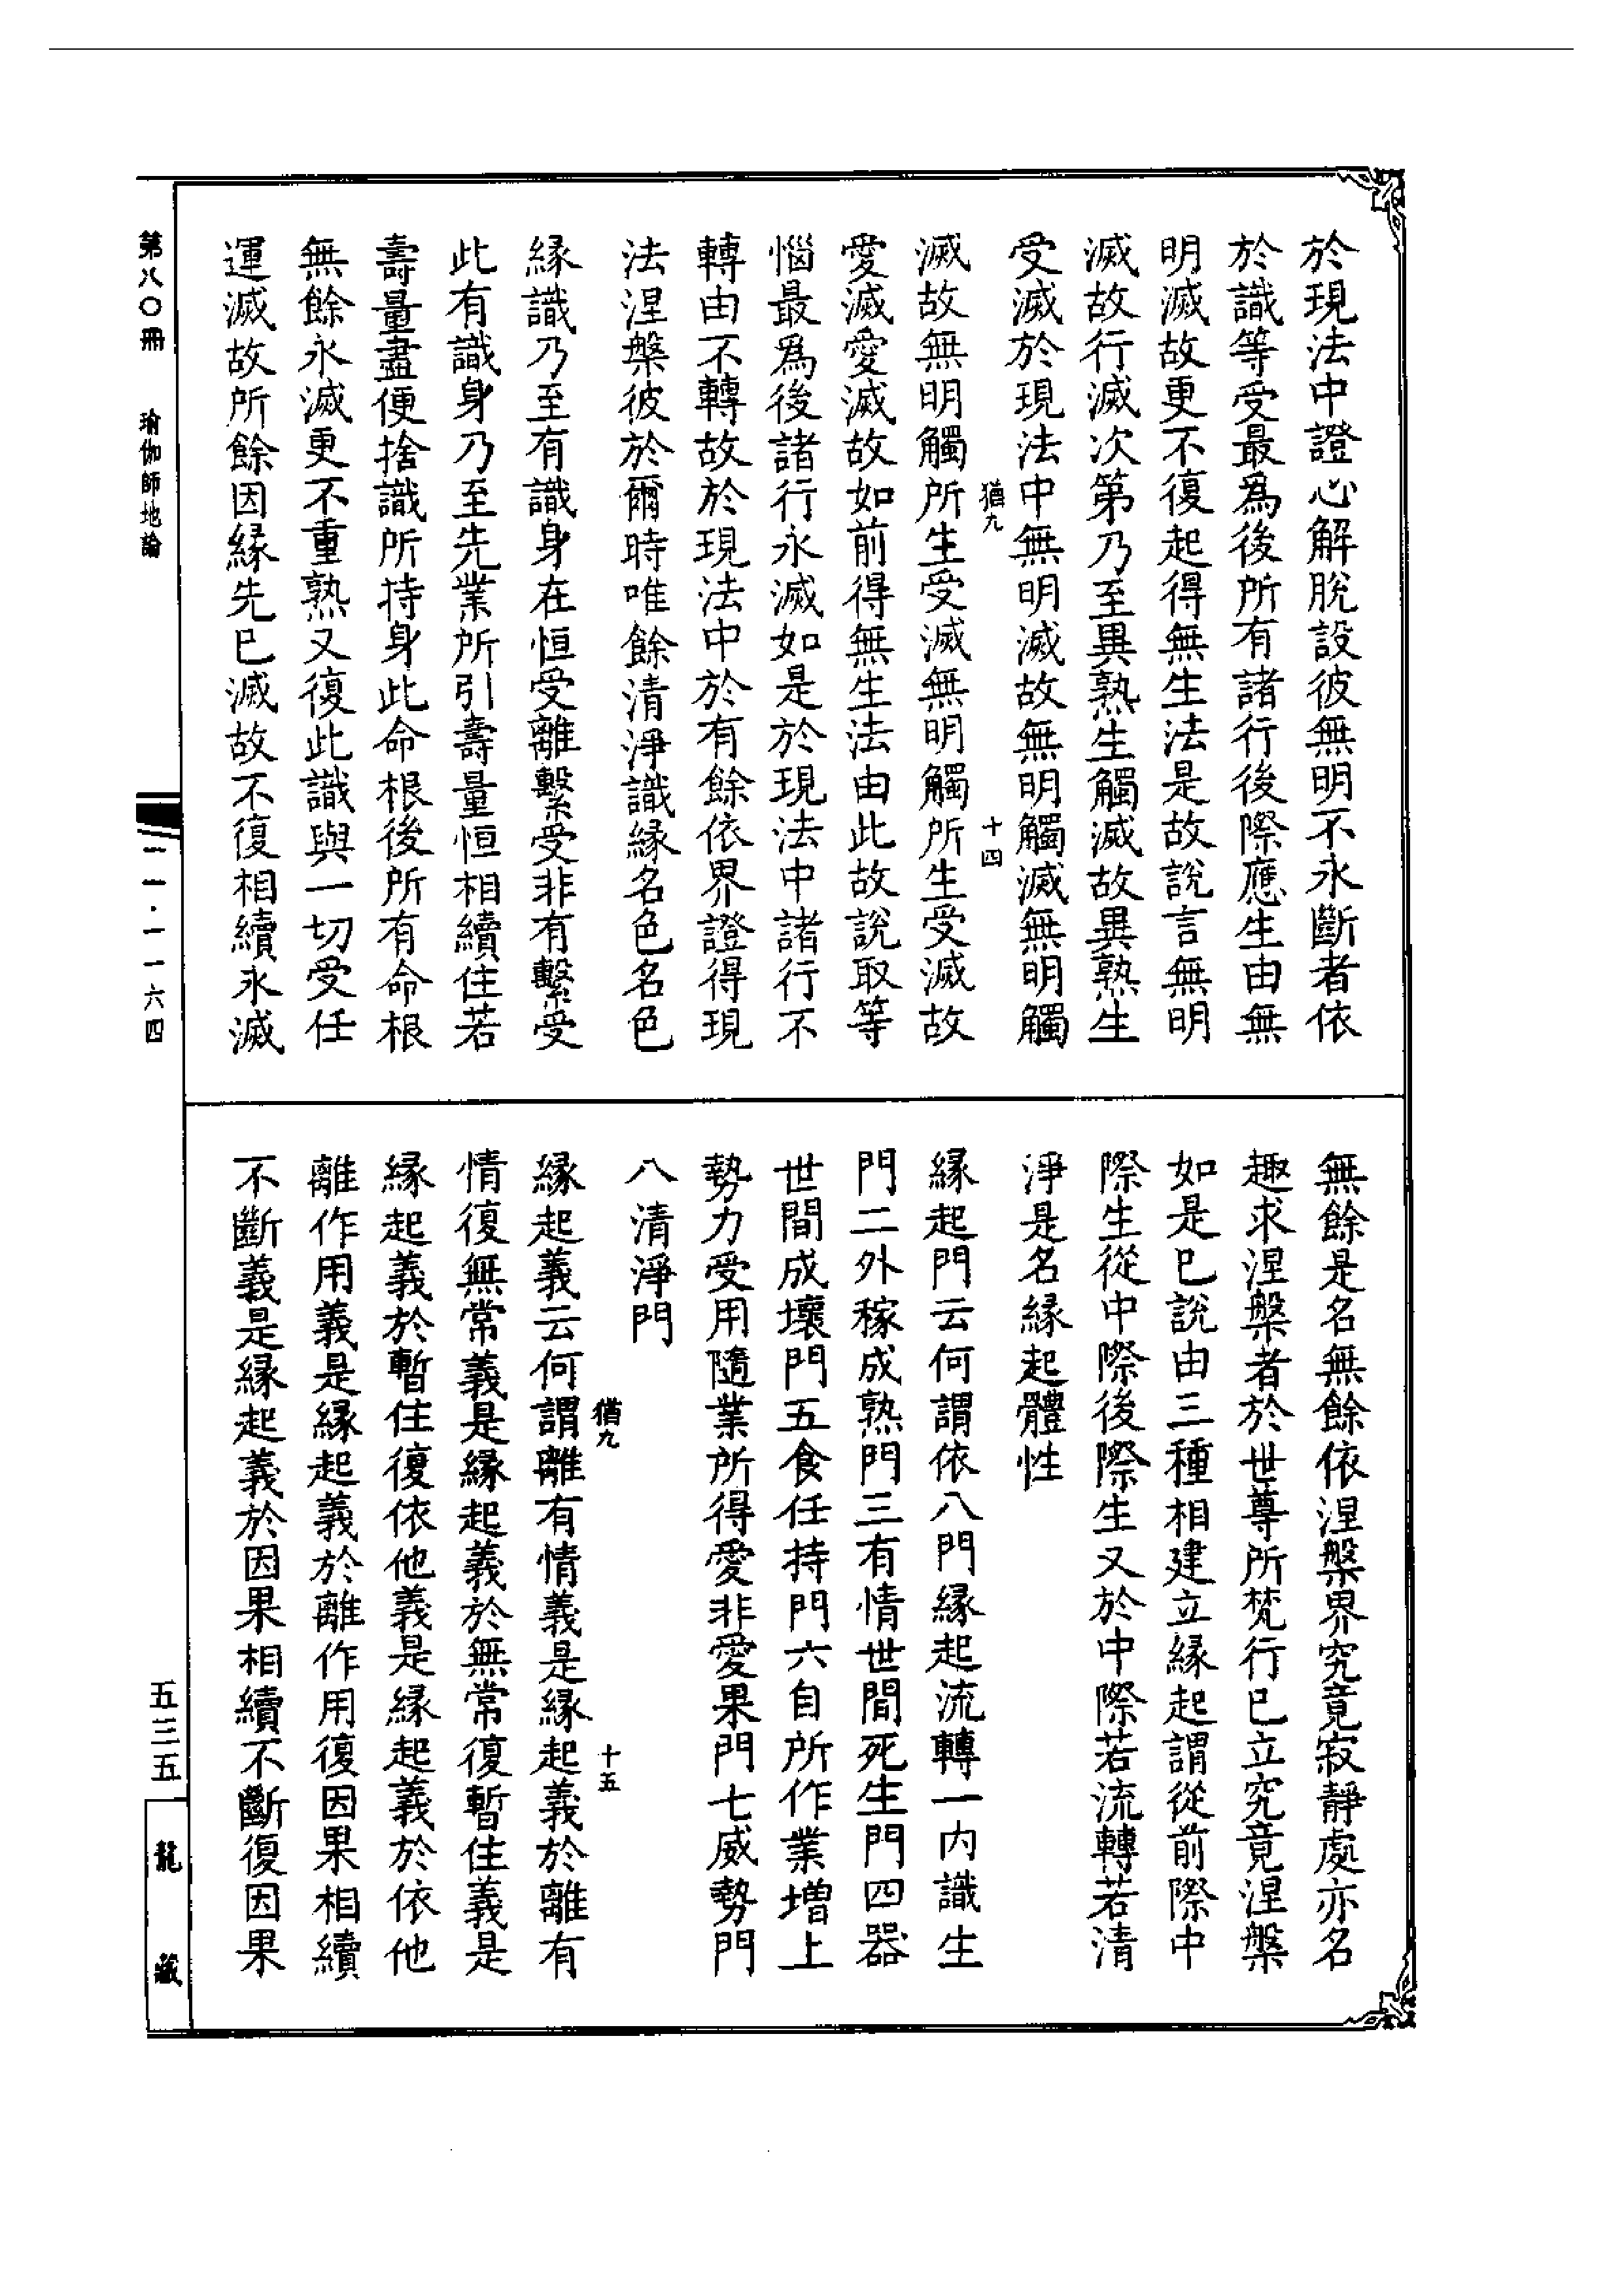 於現法中證心解脫設彼無明不永斷者依
於識等受最爲後所有諸行後際應生由無
明滅故更不復起得無生法是故說言無明
滅故行滅次第乃至異熟生觸滅故異熟生
受滅於現法中無明滅故無明觸滅無明觸
猶九
十四
滅故無明觸所生受滅無明觸所生受滅故
愛滅愛滅故如前得無生法由此故說取等
惱最爲後諸行永滅如是於現法中諸行不
轉由不轉故於現法中於有餘依界證得現
法涅槃彼於爾時唯餘清淨識緣名色名色
緣識乃至有識身在恒受離繫受非有繫受
此有識身乃至先業所引壽量恒相續住若
壽量盡便捨識所持身此命根後所有命根
無餘永滅更不重熟又復此識與一切受任
運滅故所餘因緣先已滅故不復相續永滅
無餘是名無餘依涅槃界究竟寂靜處亦名
趣求涅槃者於世尊所梵行已立究竟涅槃
如是已說由三種相建立緣起謂從前際中
際生從中際後際生又於中際若流轉若清
淨是名緣起體性
緣起門云何謂依八門緣起流轉一內識生
門二外稼成熟門三有情世間死生門四器
世間成壞門五食任持門六自所作業增上
勢力受用隨業所得愛非愛果門七威勢門
八清淨門
猶九
十五
緣起義云何謂離有情義是緣起義於離有
情復無常義是緣起義於無常復暫住義是
緣起義於暫住復依他義是緣起義於依他
離作用義是緣起義於離作用復因果相續
不斷義是緣起義於因果相續不斷復因果
第八〇冊 瑜伽師地論
二一·一一六四
五三五
龍藏